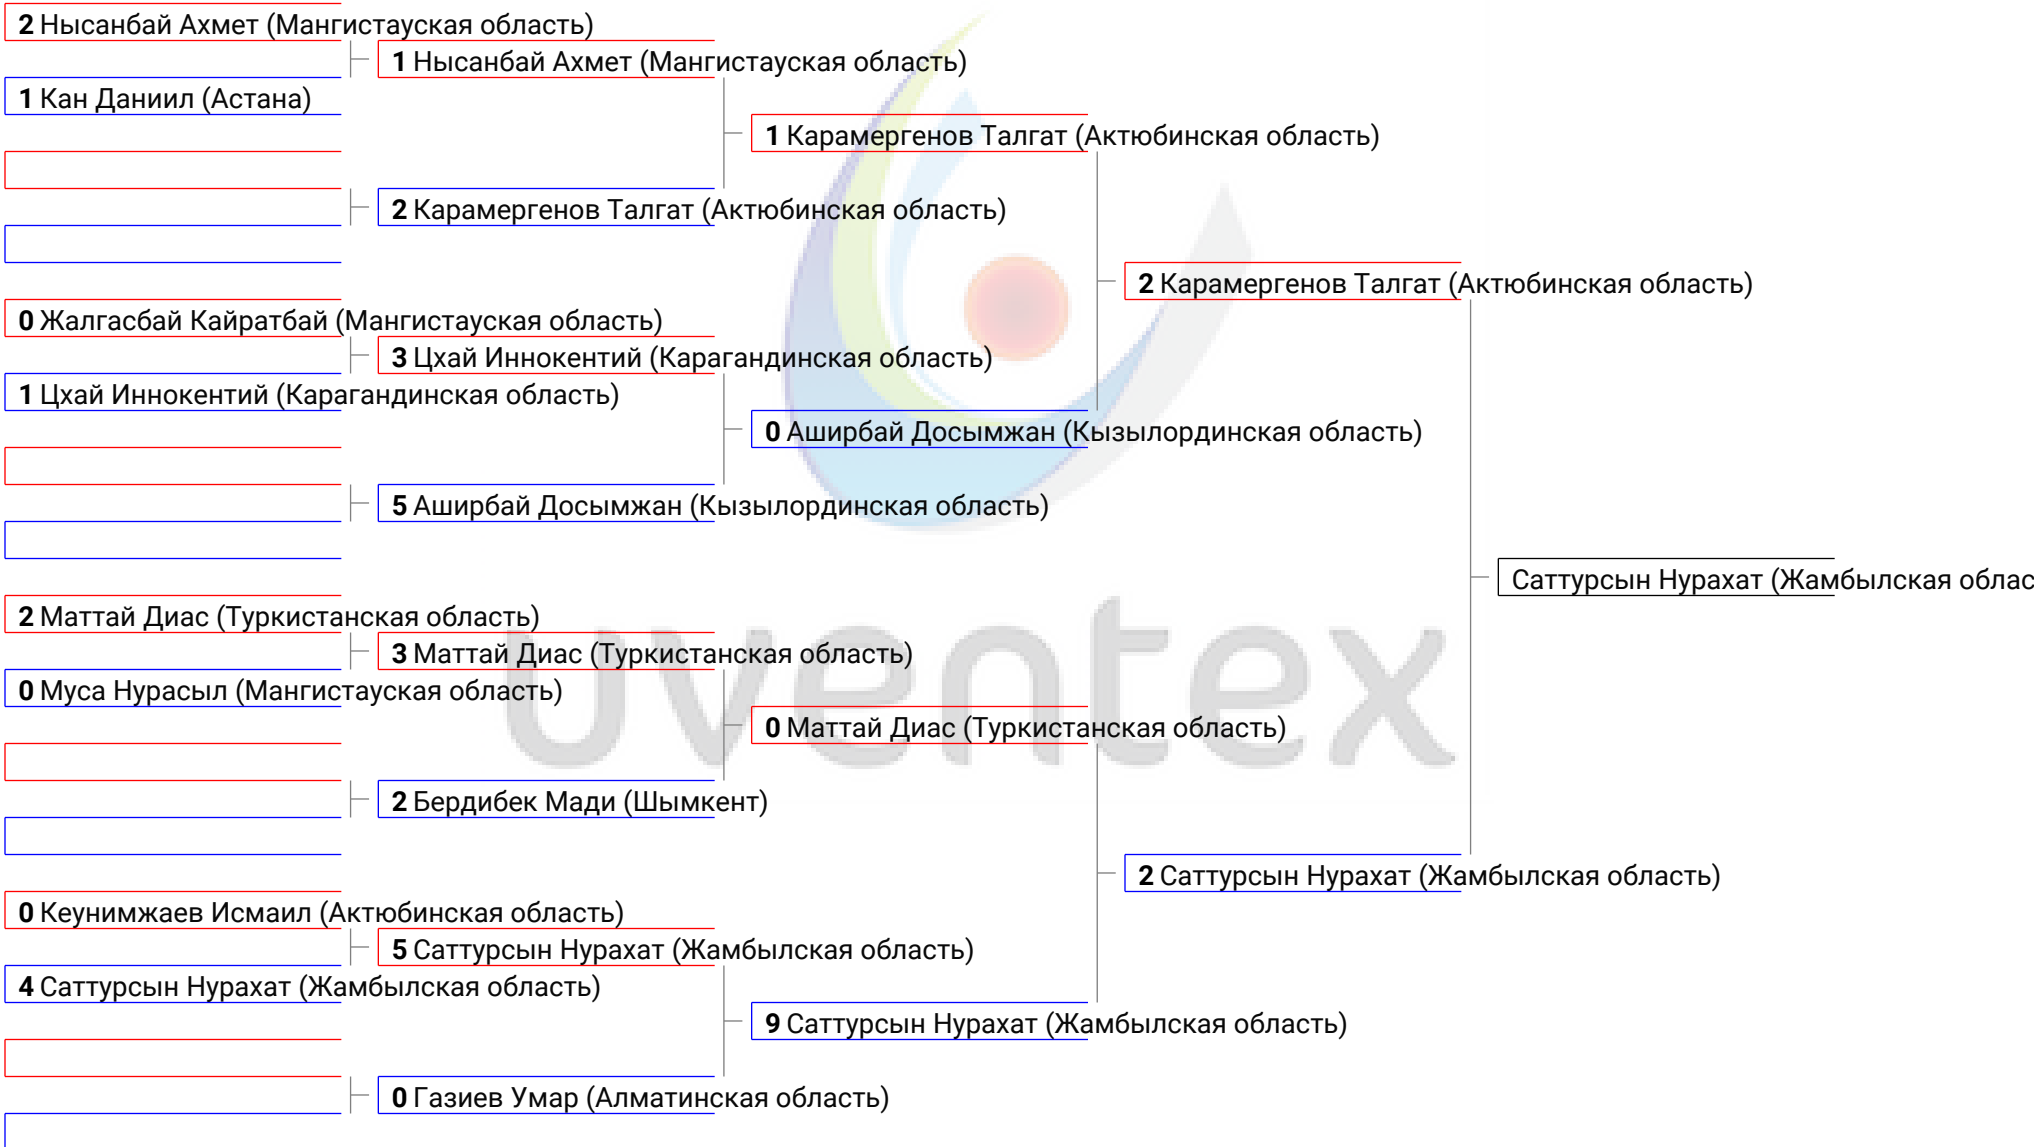 2 Нысанбай Ахмет (Мангистауская область)
1 Нысанбай Ахмет (Мангистауская область)
1 Кан Даниил (Астана)
1 Карамергенов Талгат (Актюбинская область)
2 Карамергенов Талгат (Актюбинская область)
2 Карамергенов Талгат (Актюбинская область)
0 Жалгасбай Кайратбай (Мангистауская область)
3 Цхай Иннокентий (Карагандинская область)
1 Цхай Иннокентий (Карагандинская область)
0 Аширбай Досымжан (Кызылординская область)
5 Аширбай Досымжан (Кызылординская область)
Саттурсын Нурахат (Жамбылская облас
2 Маттай Диас (Туркистанская область)
3 Маттай Диас (Туркистанская область)
0 Муса Нурасыл (Мангистауская область)
uventex
0 Маттай Диас (Туркистанская область)
2 Бердибек Мади (Шымкент)
2 Саттурсын Нурахат (Жамбылская область)
0 Кеунимжаев Исмаил (Актюбинская область)
5 Саттурсын Нурахат (Жамбылская область)
4 Саттурсын Нурахат (Жамбылская область)
9 Саттурсын Нурахат (Жамбылская область)
0 Газиев Умар (Алматинская область)